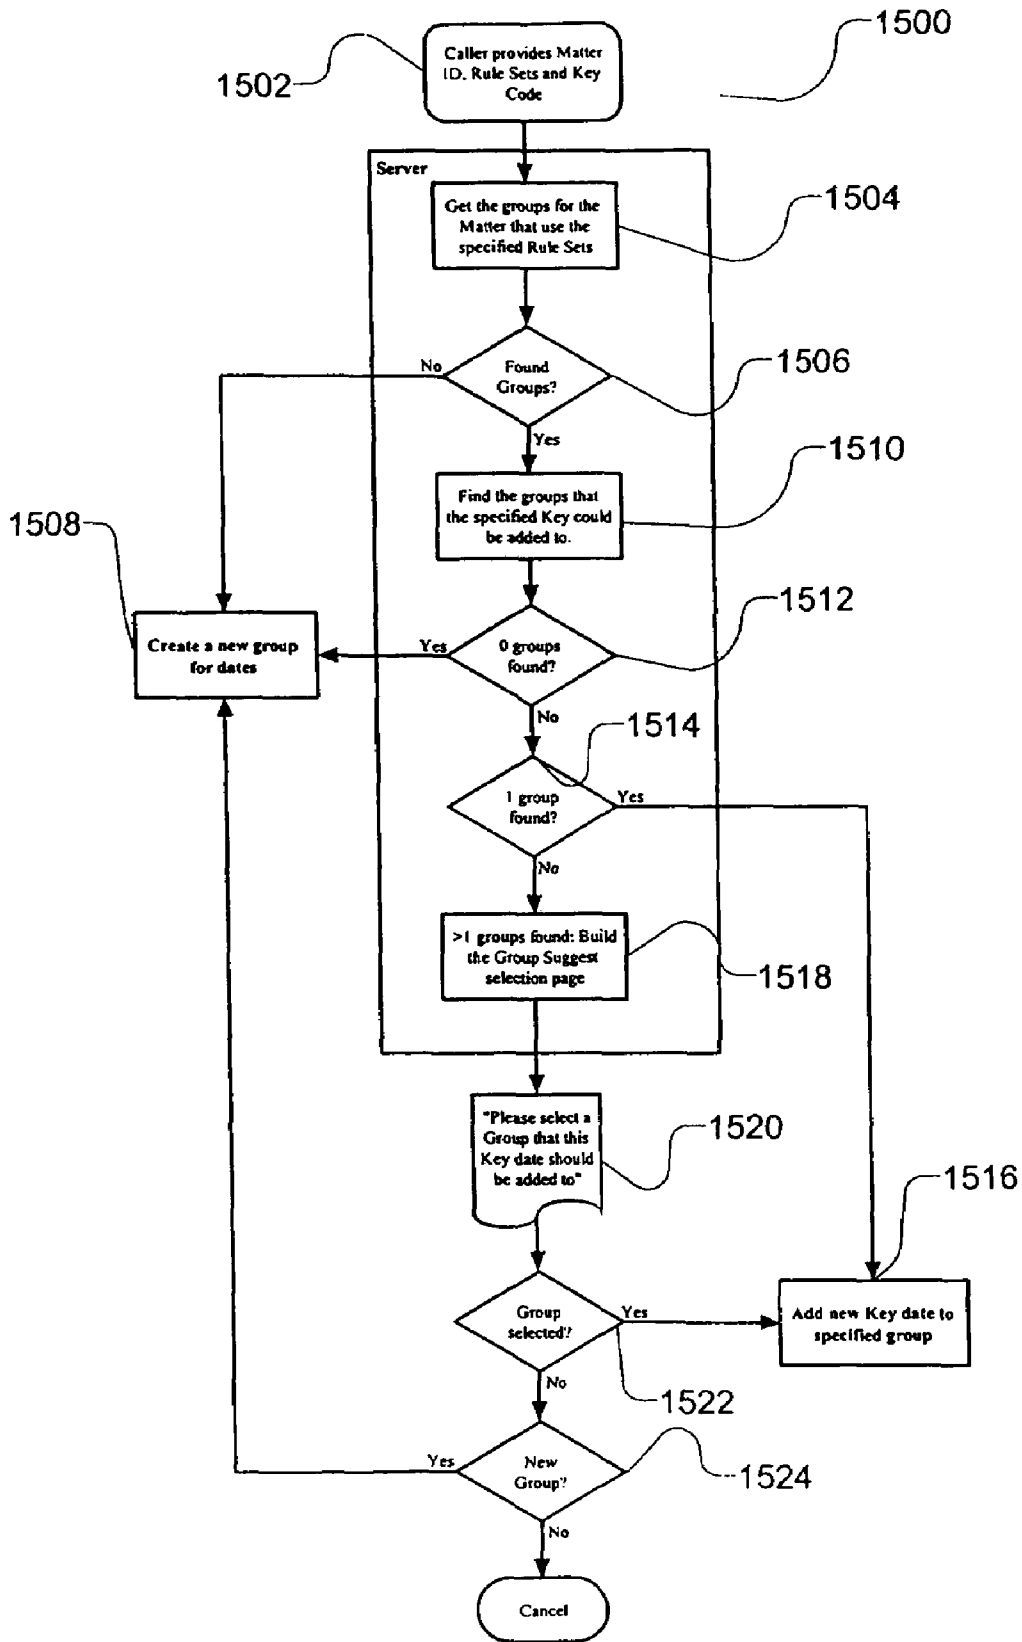 1500
Caller provides Matter
ID, Rule Sets and Key
Code
1502
Server
Get the groups for the
Matter that use the
specified Rule Sets
1504
Found
Groups?
No
Yes
1506
Find the groups that
the specified Key could
be added to.
1510
1508
Create a new group
for dates
0 groups
found?
Yes
No
1512
1514
1 group
found?
Yes
No
>1 groups found: Build
the Group Suggest
selection page
1518
"Please select a
Group that this
Key date should
be added to"
1520
1516
Add new Key date to
specified group
Group
selected?
Yes
No
1522
New
Group?
Yes
No
1524
Cancel